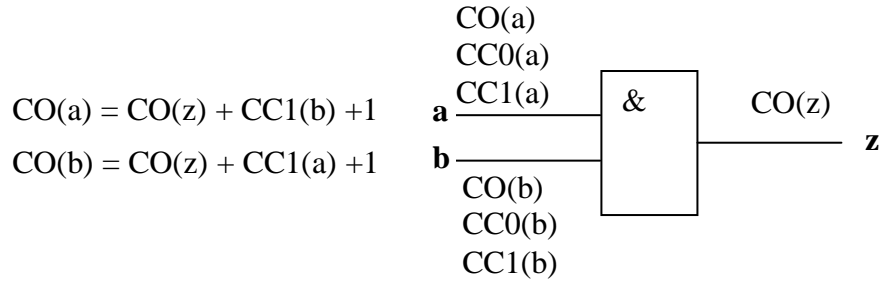 CO(a)
CC0(a)
CC1(a)
CO(a) = CO(z) + CC1(b) +1
a
&
CO(z)
z
CO(b) = CO(z) + CC1(a) +1
b
CO(b)
CC0(b)
CC1(b)